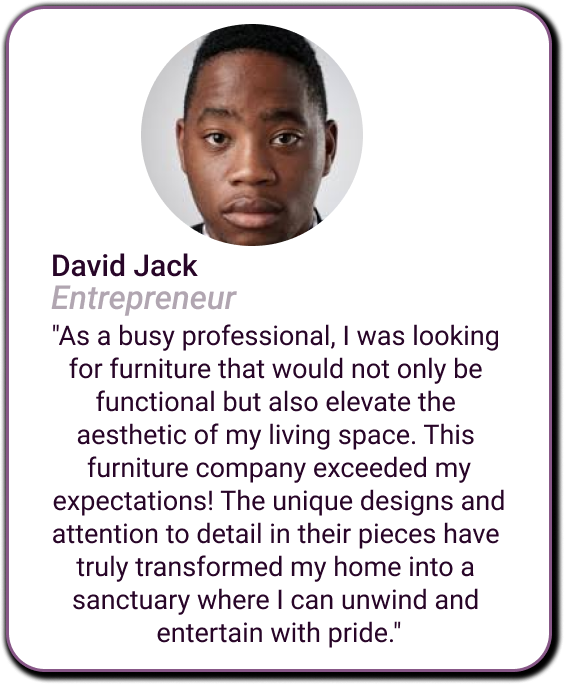 David Jack
Entrepreneur
"As a busy professional, I was looking
for furniture that would not only be
functional but also elevate the
aesthetic of my living space. This
furniture company exceeded my
expectations! The unique designs and
attention to detail in their pieces have
truly transformed my home into a
sanctuary where I can unwind and
entertain with pride."